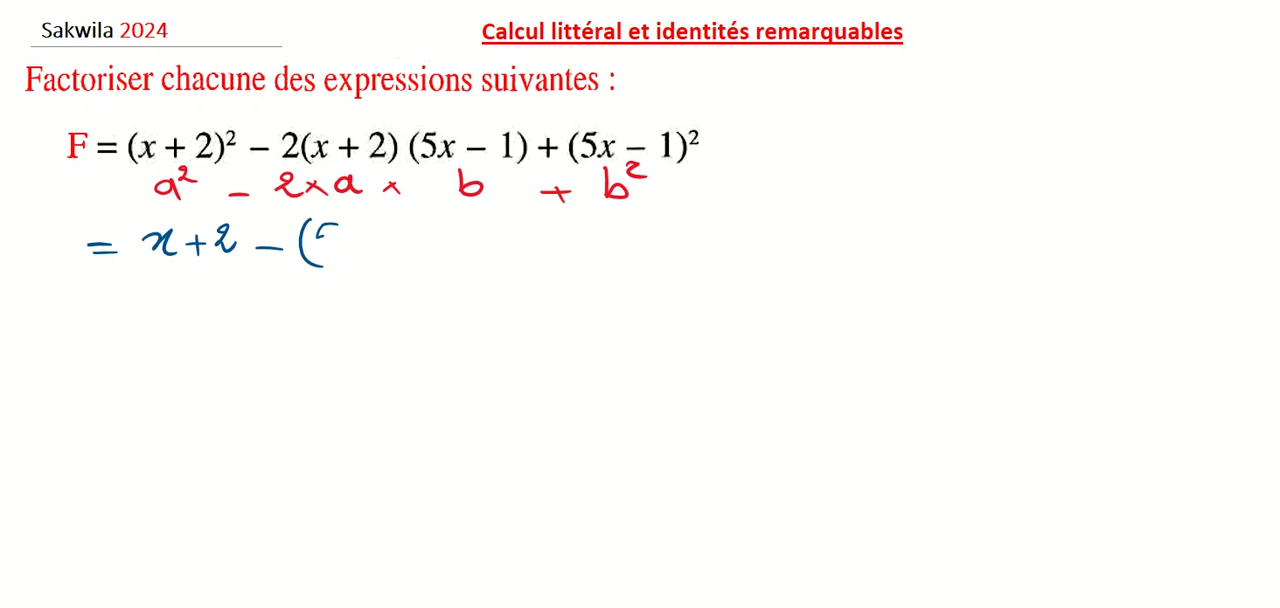 Sakwila 2024
Calcul littéral et identités remarquables
Factoriser chacune des expressions suivantes :
F = (x + 2)² − 2(x + 2) (5x − 1) + (5x − 1)²
a² − 2 × a × b + b²
= x + 2 − (